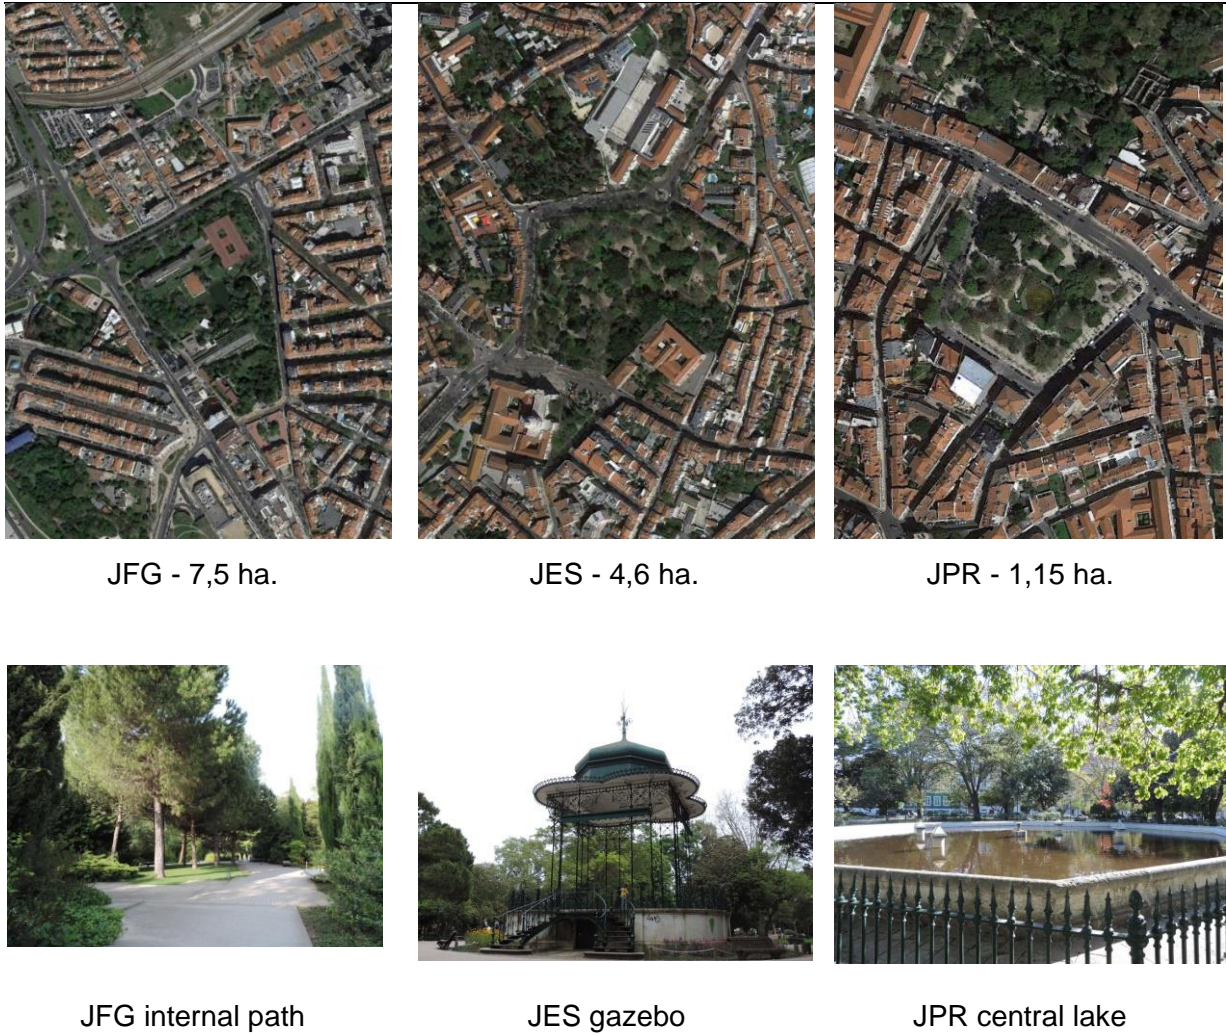 JFG - 7,5 ha.
JES - 4,6 ha.
JPR - 1,15 ha.
JFG internal path
JES gazebo
JPR central lake